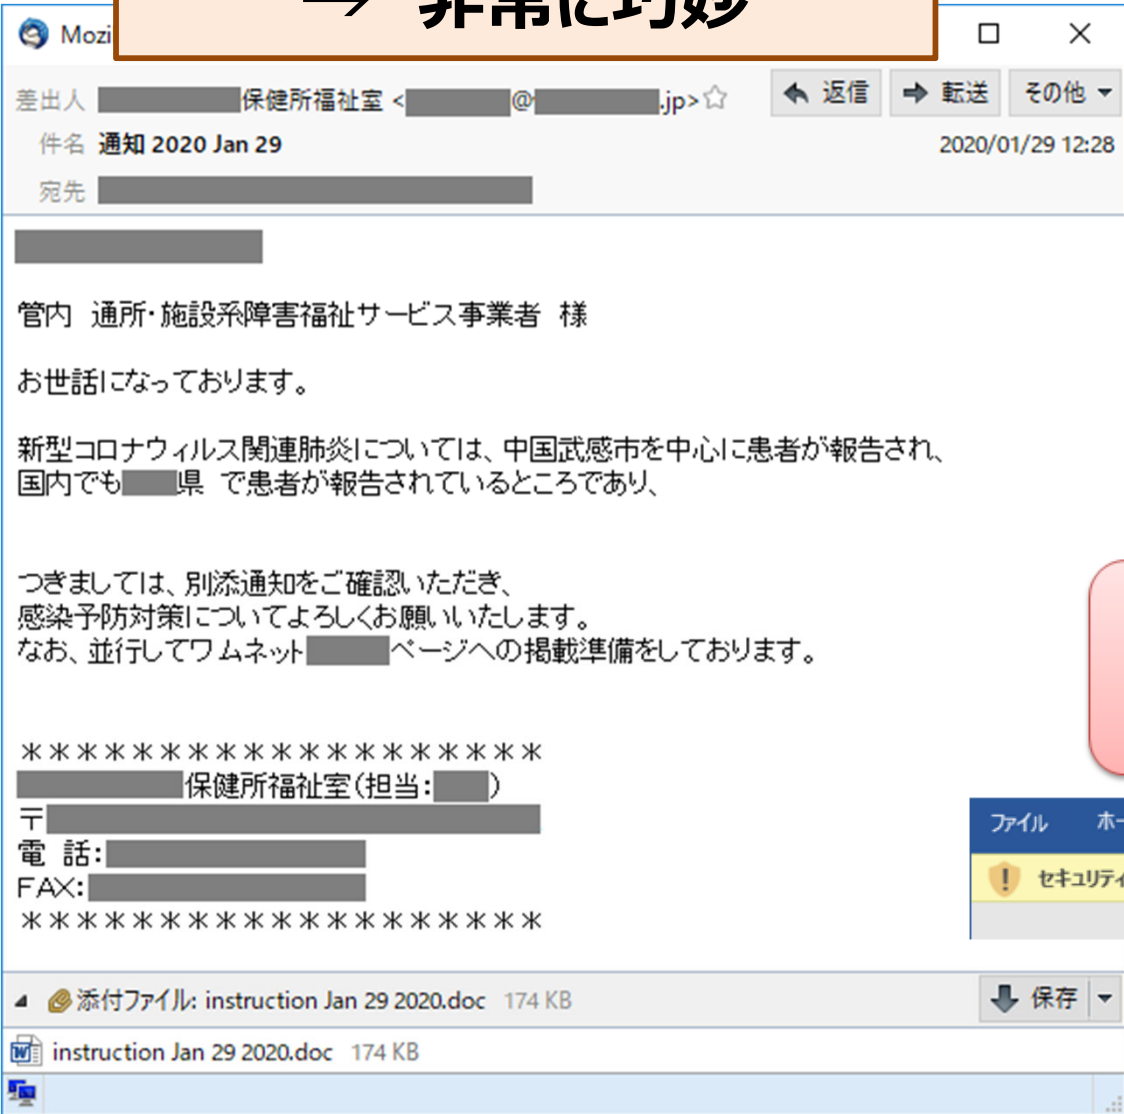 → 非常に巧妙
Mozi
差出人 保健所福祉室 < @ .jp>
返信 転送 その他
件名 通知 2020 Jan 29
2020/01/29 12:28
宛先
管内 通所・施設系障害福祉サービス事業者 様
お世話になっております。
新型コロナウィルス関連肺炎については、中国武感市を中心に患者が報告され、
国内でも 県 で患者が報告されているところであり、
つきましては、別添通知をご確認いただき、
感染予防対策についてよろしくお願いいたします。
なお、並行してワムネット ページへの掲載準備をしております。
＊＊＊＊＊＊＊＊＊＊＊＊＊＊＊＊＊＊＊
保健所福祉室（担当： ）
〒
電 話：
FAX：
＊＊＊＊＊＊＊＊＊＊＊＊＊＊＊＊＊＊＊
ファイル ホー
セキュリティ
添付ファイル: instruction Jan 29 2020.doc 174 KB
保存
instruction Jan 29 2020.doc 174 KB